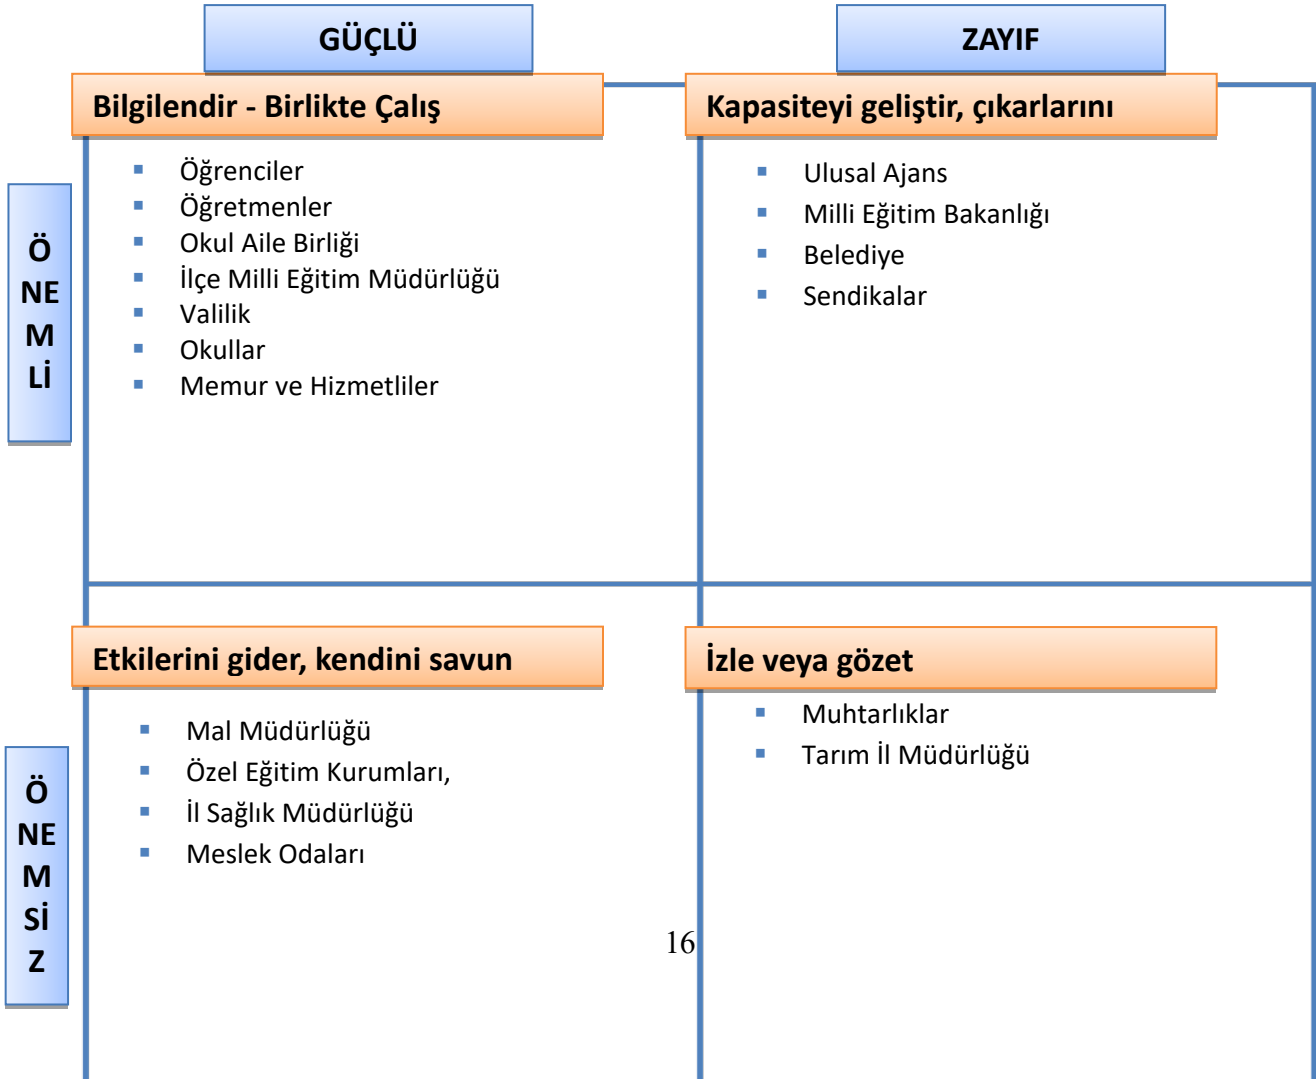 GÜÇLÜ
ZAYIF
Bilgilendir - Birlikte Çalış
Kapasiteyi geliştir, çıkarlarını
Ö
NE
M
Lİ
Öğrenciler
Öğretmenler
Okul Aile Birliği
İlçe Milli Eğitim Müdürlüğü
Valilik
Okullar
Memur ve Hizmetliler
Ulusal Ajans
Milli Eğitim Bakanlığı
Belediye
Sendikalar
Etkilerini gider, kendini savun
İzle veya gözet
Ö
NE
M
Sİ
Z
Mal Müdürlüğü
Özel Eğitim Kurumları,
İl Sağlık Müdürlüğü
Meslek Odaları
Muhtarlıklar
Tarım İl Müdürlüğü
16